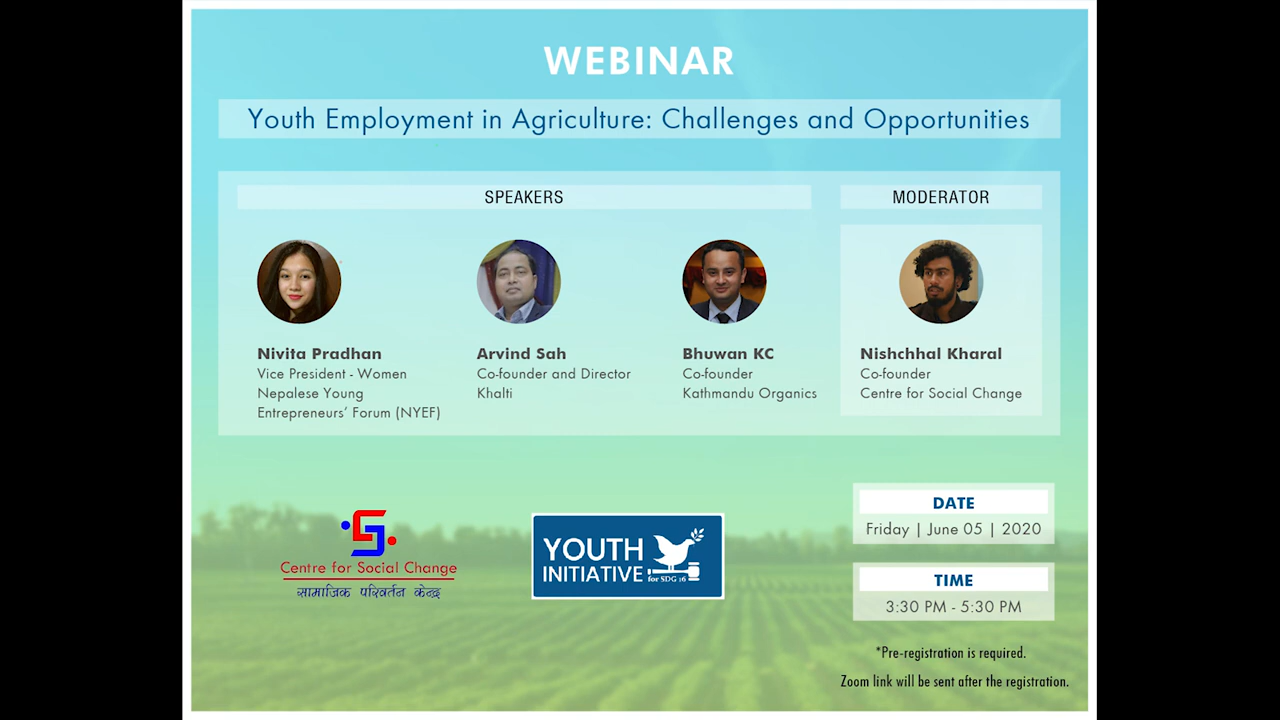 WEBINAR
Youth Employment in Agriculture: Challenges and Opportunities
SPEAKERS
Nivita Pradhan
Vice President - Women
Nepalese Young
Entrepreneurs’ Forum (NYEF)
Arvind Sah
Co-founder and Director
Khalti
Bhuwan KC
Co-founder
Kathmandu Organics
MODERATOR
Nishchhal Kharal
Co-founder
Centre for Social Change
Centre for Social Change
सामाजिक परिवर्तन केन्द्र
YOUTH
INITIATIVE
for SDG 16
DATE
Friday | June 05 | 2020
TIME
3:30 PM - 5:30 PM
*Pre-registration is required.
Zoom link will be sent after the registration.